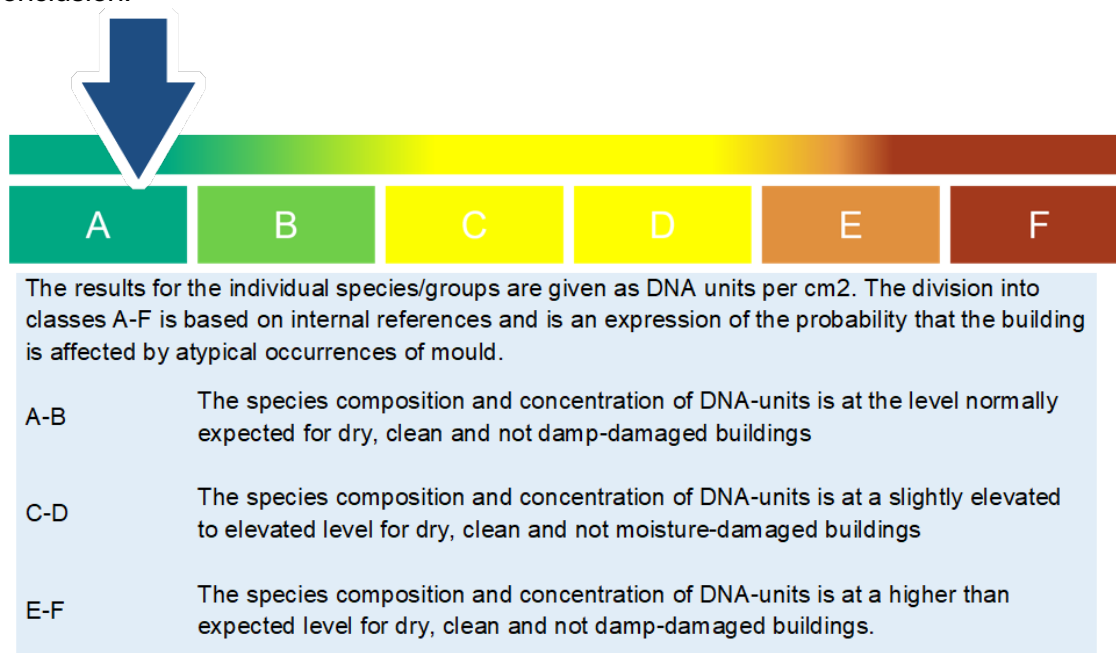 A B C D E F
The results for the individual species/groups are given as DNA units per cm2. The division into
classes A-F is based on internal references and is an expression of the probability that the building
is affected by atypical occurrences of mould.
A-B
The species composition and concentration of DNA-units is at the level normally
expected for dry, clean and not damp-damaged buildings
C-D
The species composition and concentration of DNA-units is at a slightly elevated
to elevated level for dry, clean and not moisture-damaged buildings
E-F
The species composition and concentration of DNA-units is at a higher than
expected level for dry, clean and not damp-damaged buildings.